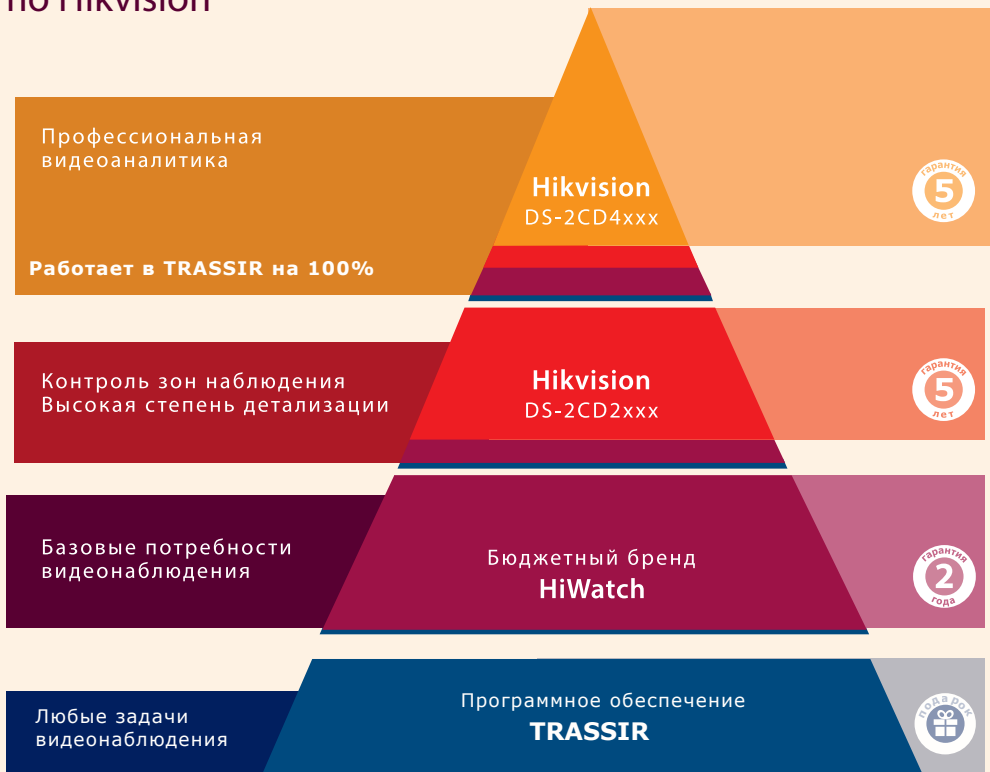 по Hikvision
Профессиональная
видеоаналитика
Работает в TRASSIR на 100%
Hikvision
DS-2CD4xxx
гарантия
5
лет
Контроль зон наблюдения
Высокая степень детализации
Hikvision
DS-2CD2xxx
гарантия
5
лет
Базовые потребности
видеонаблюдения
Бюджетный бренд
HiWatch
гарантия
2
года
Любые задачи
видеонаблюдения
Программное обеспечение
TRASSIR
подарок